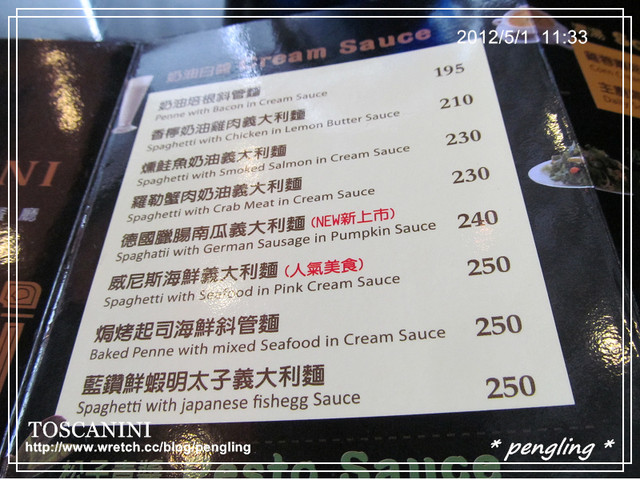 2012/5/1 11:33
奶油白醬 Cream Sauce
奶油培根斜管麵 195
Penne with Bacon in Cream Sauce
香檸奶油雞肉義大利麵 210
Spaghetti with Chicken in Lemon Butter Sauce
燻鮭魚奶油義大利麵 230
Spaghetti with Smoked Salmon in Cream Sauce
羅勒蟹肉奶油義大利麵 230
Spaghetti with Crab Meat in Cream Sauce
德國臘腸南瓜義大利麵 (NEW新上市) 240
Spaghatii with German Sausage in Pumpkin Sauce
威尼斯海鮮義大利麵 (人氣美食) 250
Spaghetti with Seafood in Pink Cream Sauce
焗烤起司海鮮斜管麵 250
Baked Penne with mixed Seafood in Cream Sauce
藍鑽鮮蝦明太子義大利麵 250
Spaghetti with japanese fishegg Sauce
Pesto Sauce
TOSCANINI
http://www.wretch.cc/blog/pengling
* pengling *